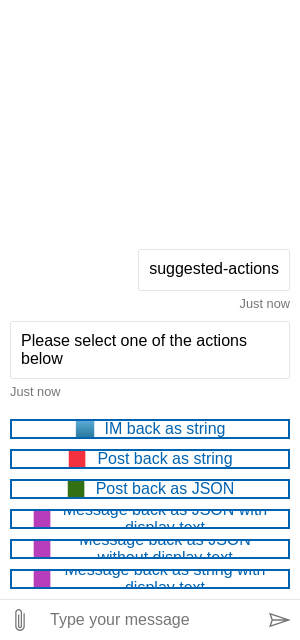 suggested-actions
Just now
Please select one of the actions
below
Just now
IM back as string
Post back as string
Post back as JSON
Message back as JSON with
display text
Message back as JSON
without display text
Message back as string with
display text
Type your message